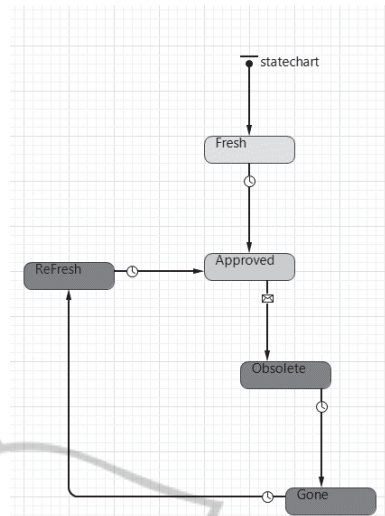 statechart
Fresh
Approved
ReFresh
Obsolete
Gone